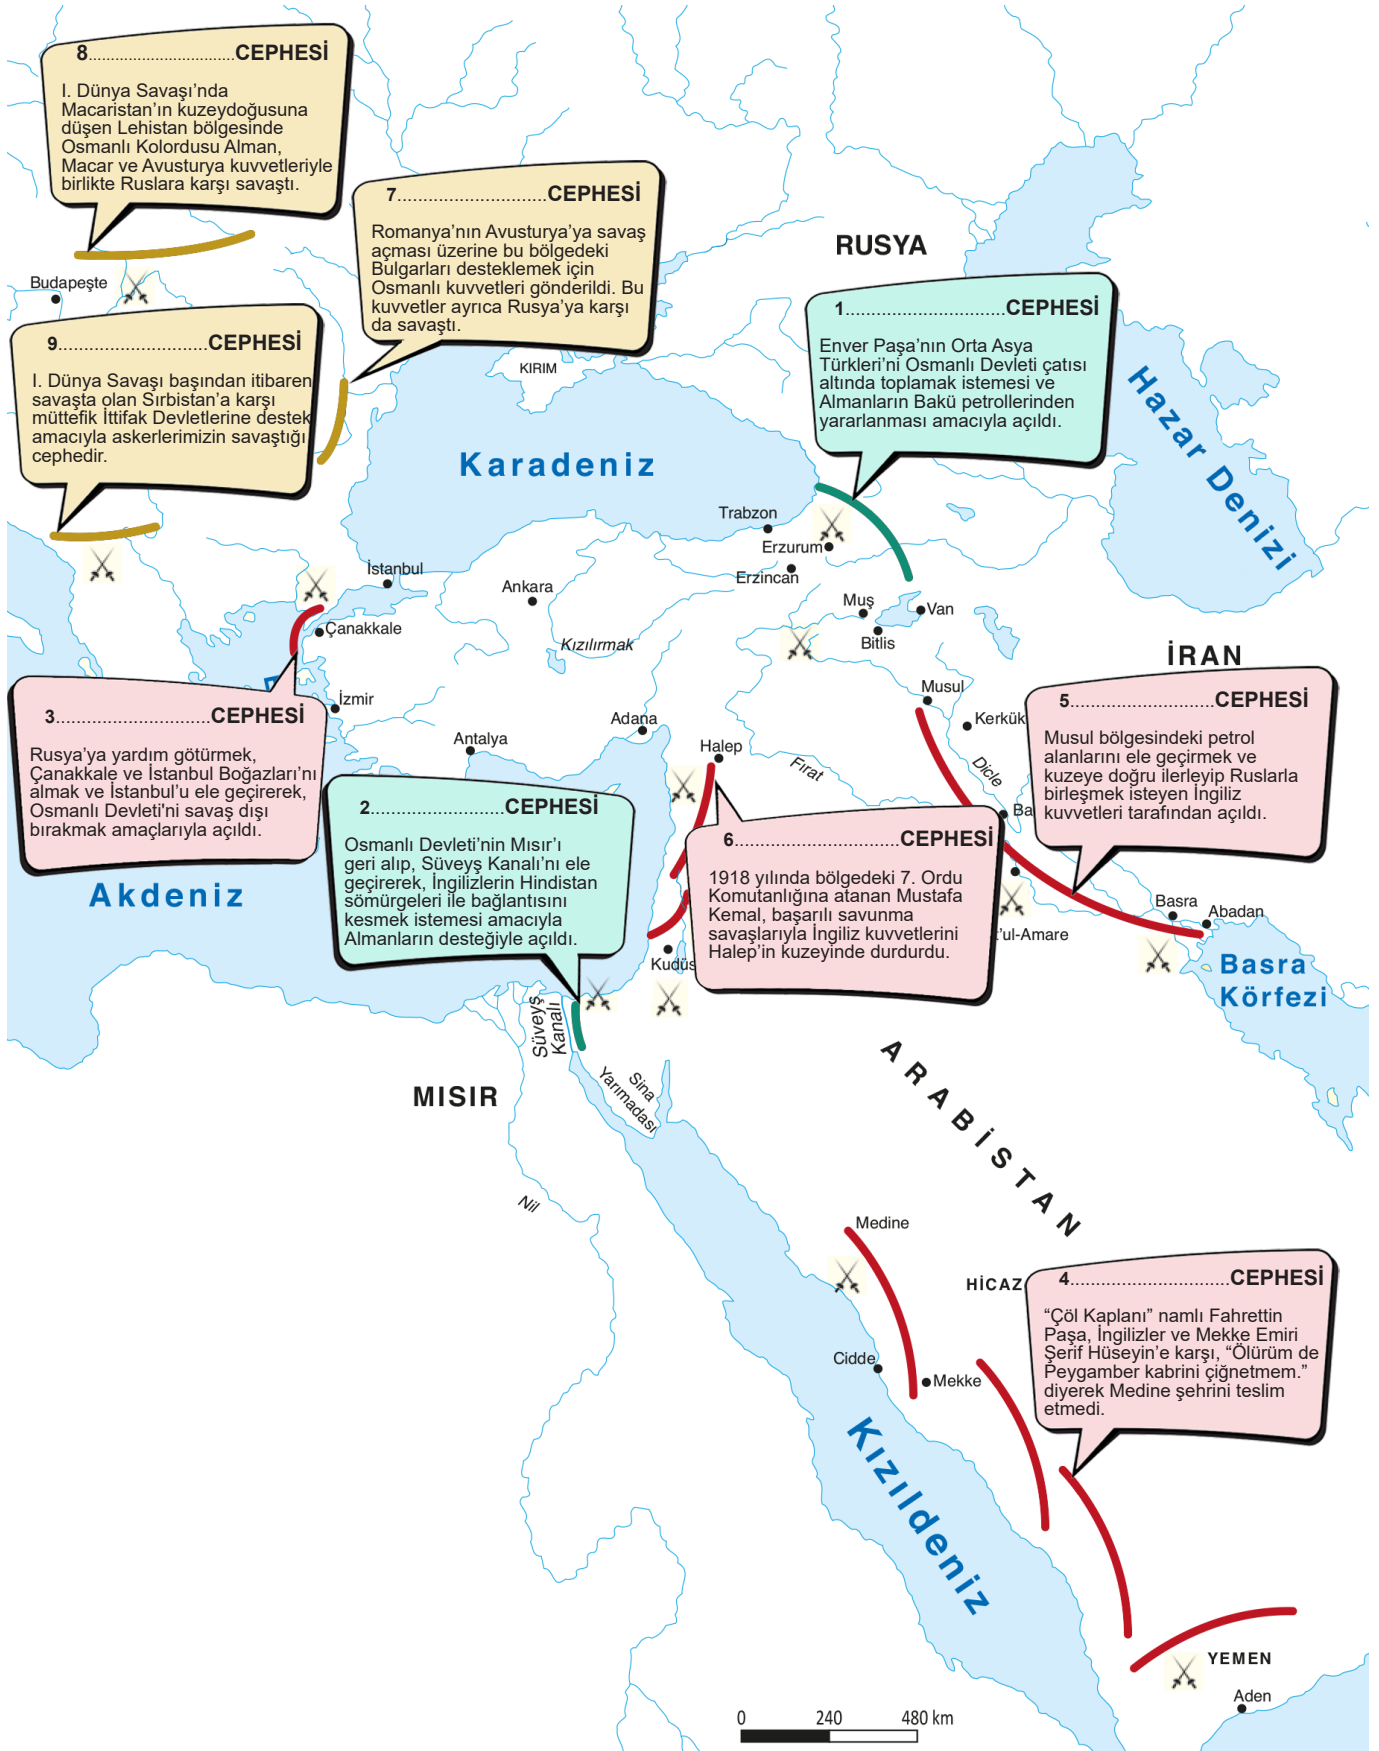 8................................CEPHESİ
I. Dünya Savaşı’nda
Macaristan’ın kuzeydoğusuna
düşen Lehistan bölgesinde
Osmanlı Kolordusu Alman,
Macar ve Avusturya kuvvetleriyle
birlikte Ruslara karşı savaştı.
7...........................CEPHESİ
Romanya’nın Avusturya’ya savaş
açması üzerine bu bölgedeki
Bulgarları desteklemek için
Osmanlı kuvvetleri gönderildi. Bu
kuvvetler ayrıca Rusya’ya karşı
da savaştı.
RUSYA
Budapeşte
1.............................CEPHESİ
Enver Paşa’nın Orta Asya
Türkleri’ni Osmanlı Devleti çatısı
altında toplamak istemesi ve
Almanların Bakü petrollerinden
yararlanması amacıyla açıldı.
9...........................CEPHESİ
I. Dünya Savaşı başından itibaren
savaşta olan Sırbistan’a karşı
müttefik İttifak Devletlerine destek
amacıyla askerlerimizin savaştığı
cephedir.
KIRIM
Karadeniz
Hazar Denizi
Trabzon
Erzurum
Erzincan
İstanbul
Ankara
Çanakkale
Kızılırmak
Muş
Van
Bitlis
İRAN
3............................CEPHESİ
Rusya’ya yardım götürmek,
Çanakkale ve İstanbul Boğazları’nı
almak ve İstanbul’u ele geçirerek,
Osmanlı Devleti'ni savaş dışı
bırakmak amaçlarıyla açıldı.
İzmir
Antalya
Adana
Halep
Fırat
Musul
Kerkük
Dicle
5..........................CEPHESİ
Musul bölgesindeki petrol
alanlarını ele geçirmek ve
kuzeye doğru ilerleyip Ruslarla
birleşmek isteyen İngiliz
kuvvetleri tarafından açıldı.
Ba
2........................CEPHESİ
Osmanlı Devleti’nin Mısır’ı
geri alıp, Süveyş Kanalı’nı ele
geçirerek, İngilizlerin Hindistan
sömürgeleri ile bağlantısını
kesmek istemesi amacıyla
Almanların desteğiyle açıldı.
6..............................CEPHESİ
1918 yılında bölgedeki 7. Ordu
Komutanlığına atanan Mustafa
Kemal, başarılı savunma
savaşlarıyla İngiliz kuvvetlerini
Halep’in kuzeyinde durdurdu.
Akdeniz
Kudüs
’ul-Amare
Basra
Abadan
Basra
Körfezi
Süveyş
Kanalı
Sina
Yarımadası
MISIR
ARABİSTAN
Nil
Medine
HİCAZ
4.............................CEPHESİ
“Çöl Kaplanı” namlı Fahrettin
Paşa, İngilizler ve Mekke Emiri
Şerif Hüseyin’e karşı, “Ölürüm de
Peygamber kabrini çiğnetmem.”
diyerek Medine şehrini teslim
etmedi.
Cidde
Mekke
Kızıldeniz
YEMEN
Aden
0 240 480 km